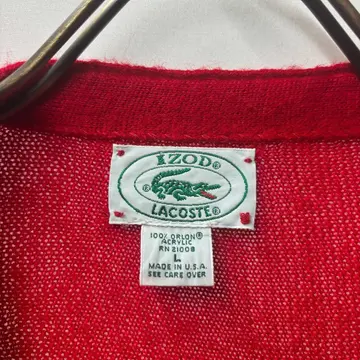 IZOD®
®
LACOSTE®
100% ORLON®
ACRYLIC
RN 21008
L
MADE IN U.S.A.
SEE CARE OVER